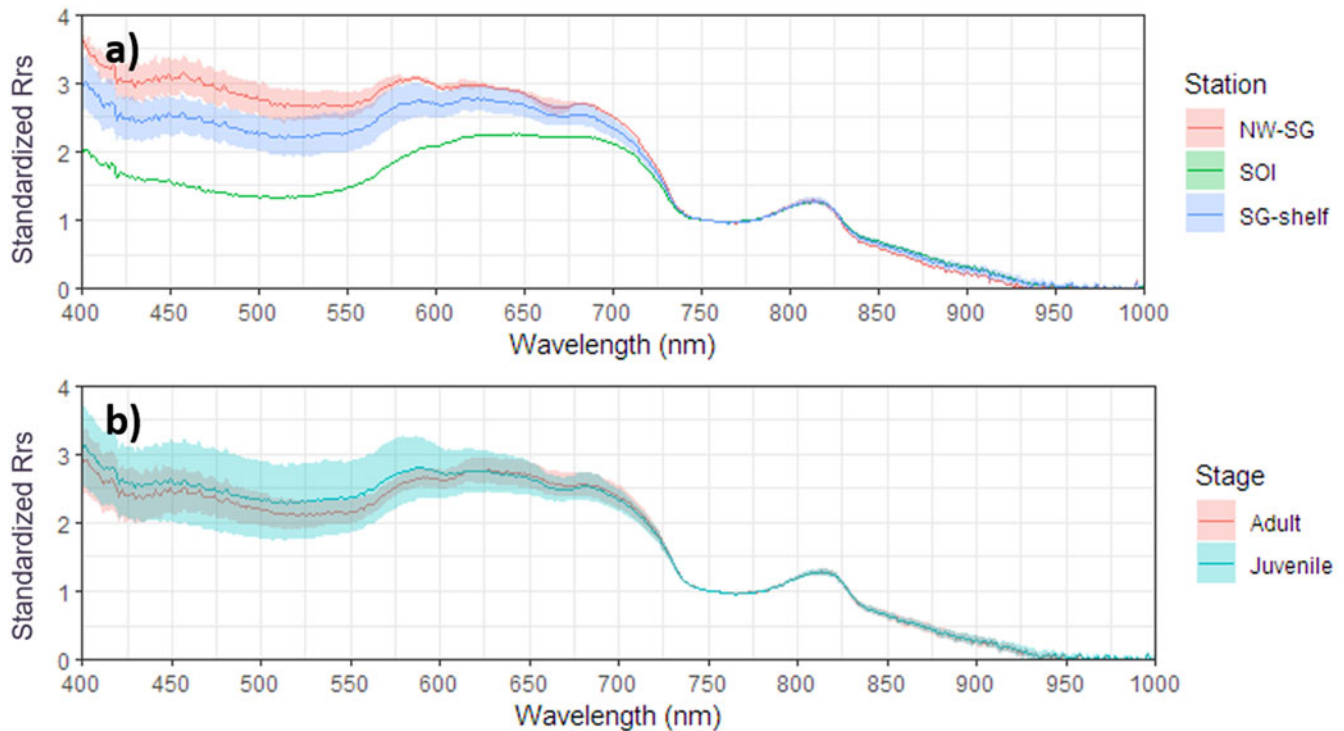 a)
Standardized Rrs
4
3
2
1
0
400 450 500 550 600 650 700 750 800 850 900 950 1000
Wavelength (nm)
Station
NW-SG
SOI
SG-shelf
b)
Standardized Rrs
4
3
2
1
0
400 450 500 550 600 650 700 750 800 850 900 950 1000
Wavelength (nm)
Stage
Adult
Juvenile